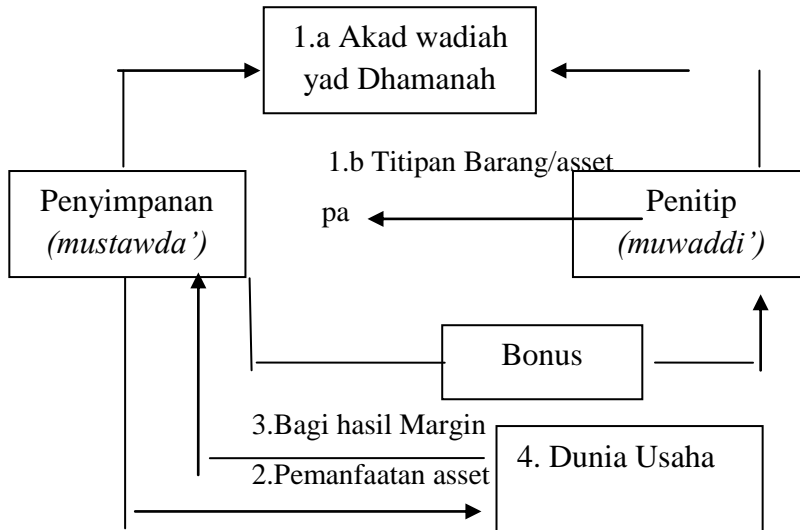 1.a Akad wadiah
yad Dhamanah
1.b Titipan Barang/asset
Penyimpanan
(mustawda’)
pa
Penitip
(muwaddi’)
Bonus
3.Bagi hasil Margin
2.Pemanfaatan asset
4. Dunia Usaha